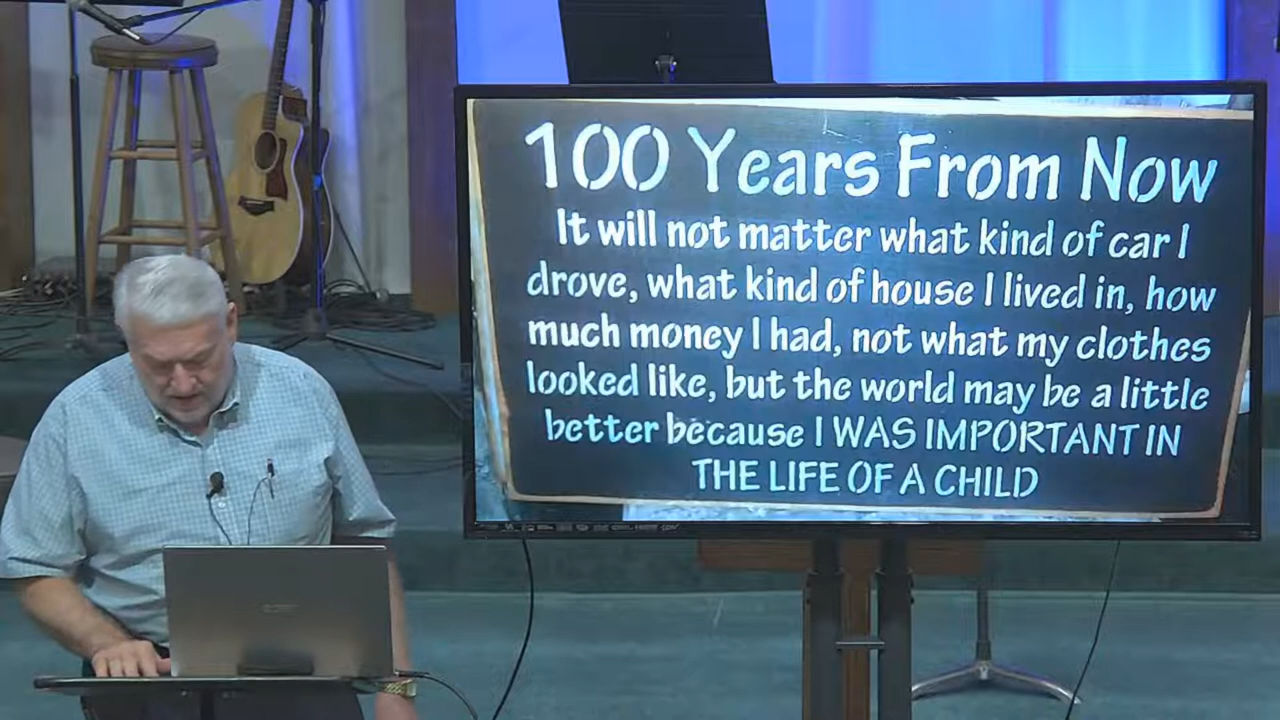 100 Years From Now
It will not matter what kind of car I
drove, what kind of house I lived in, how
much money I had, not what my clothes
looked like, but the world may be a little
better because I WAS IMPORTANT IN
THE LIFE OF A CHILD